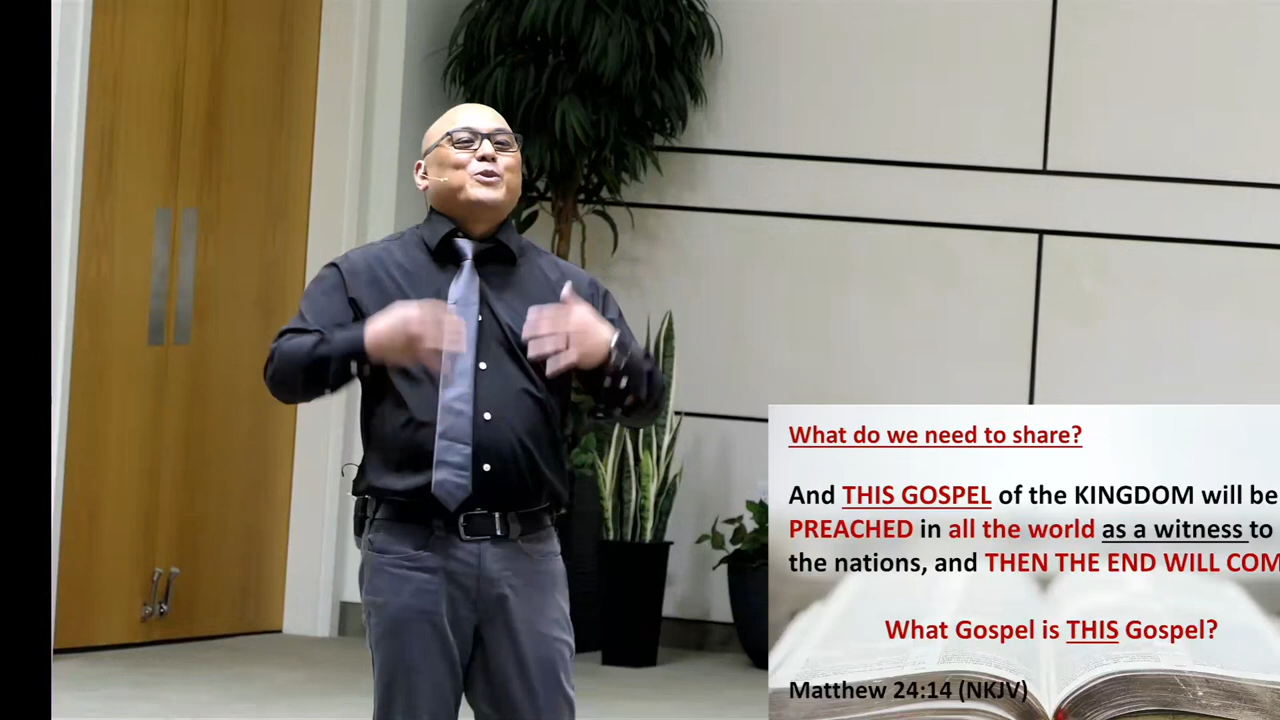 What do we need to share?
And THIS GOSPEL of the KINGDOM will be
PREACHED in all the world as a witness to
the nations, and THEN THE END WILL COM
What Gospel is THIS Gospel?
Matthew 24:14 (NKJV)